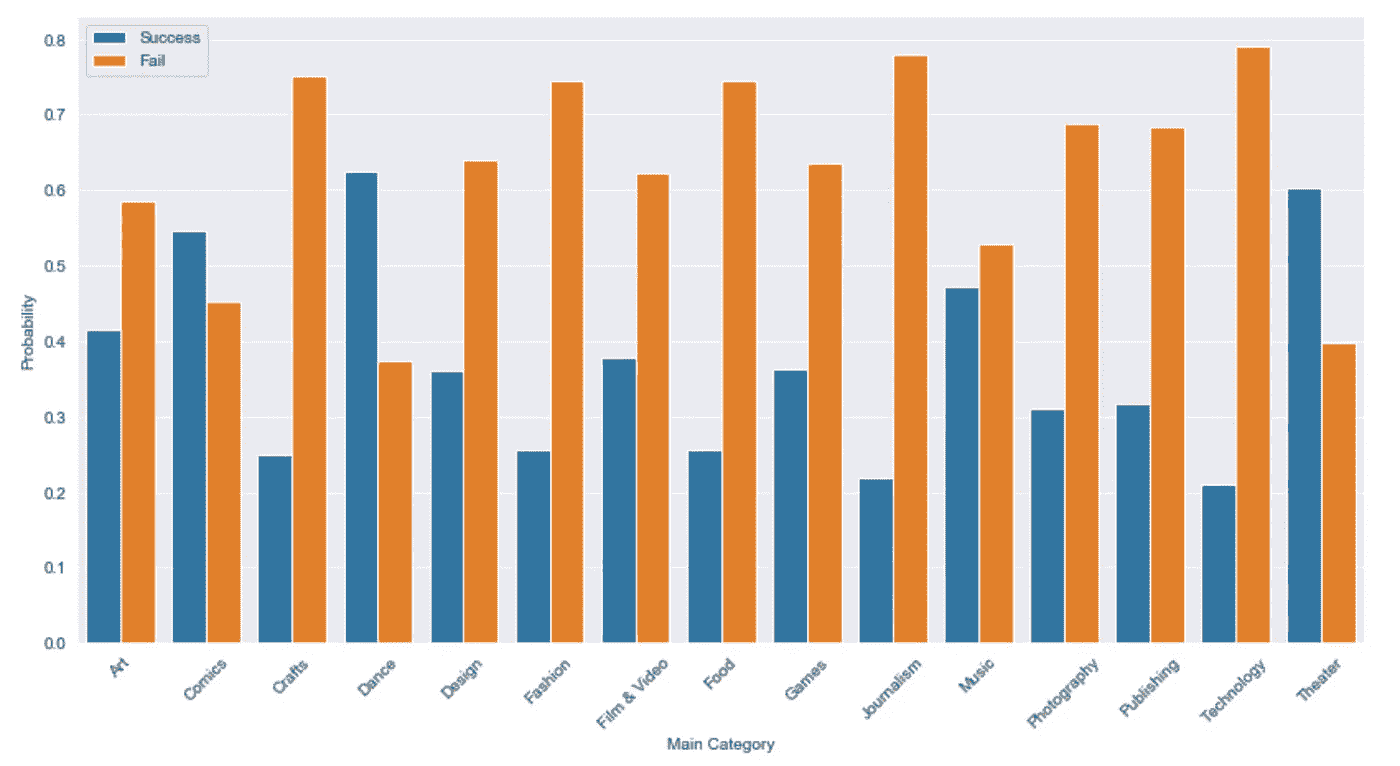 Success
Fail
0.8
0.7
0.6
0.5
0.4
0.3
0.2
0.1
0.0
Probability
Art
Comics
Crafts
Dance
Design
Fashion
Film & Video
Food
Games
Journalism
Music
Photography
Publishing
Technology
Theater
Main Category